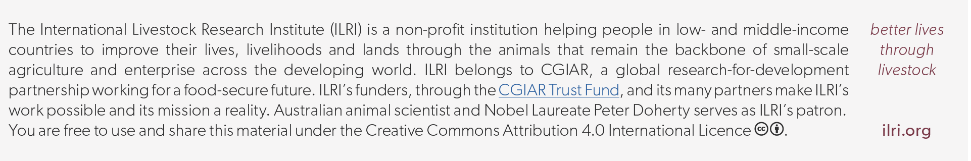 The International Livestock Research Institute (ILRI) is a non-profit institution helping people in low- and middle-income
countries to improve their lives, livelihoods and lands through the animals that remain the backbone of small-scale
agriculture and enterprise across the developing world. ILRI belongs to CGIAR, a global research-for-development
partnership working for a food-secure future. ILRI´s funders, through the CGIAR Trust Fund, and its many partners make ILRI´s
work possible and its mission a reality. Australian animal scientist and Nobel Laureate Peter Doherty serves as ILRI´s patron.
You are free to use and share this material under the Creative Commons Attribution 4.0 International Licence 🅭🅯.
better lives
through
livestock
ilri.org